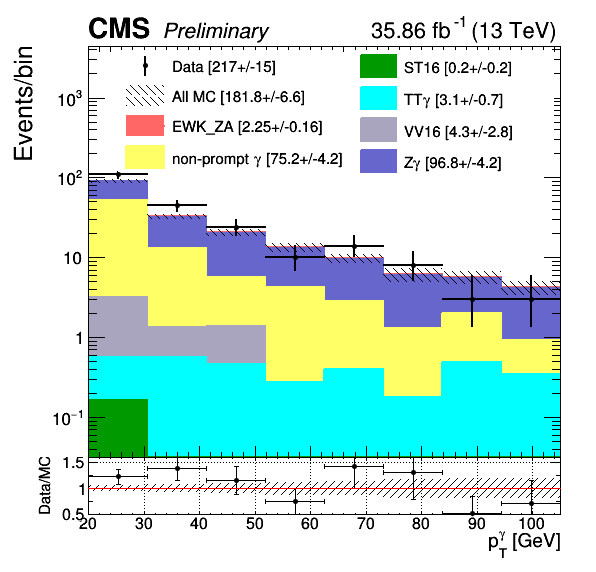 CMS Preliminary 35.86 fb⁻¹ (13 TeV)
Events/bin
Data [217+/-15]
All MC [181.8+/-6.6]
EWK_ZA [2.25+/-0.16]
non-prompt γ [75.2+/-4.2]
ST16 [0.2+/-0.2]
TTγ [3.1+/-0.7]
VV16 [4.3+/-2.8]
Zγ [96.8+/-4.2]
10³
10²
10
1
10⁻¹
Data/MC
1.5
1
0.5
20 30 40 50 60 70 80 90 100
p_T^γ [GeV]